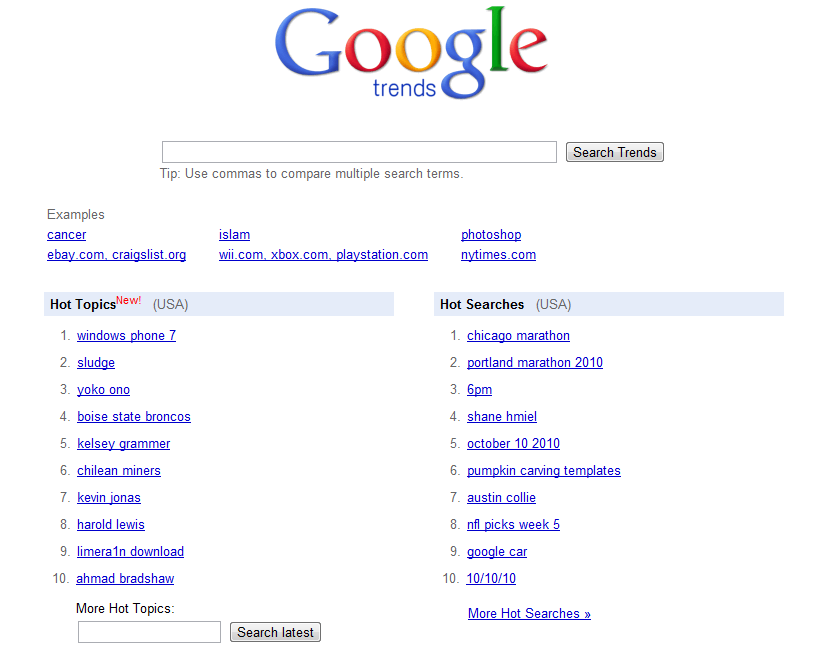 Google
trends
Search Trends
Tip: Use commas to compare multiple search terms.
Examples
cancer islam photoshop
ebay.com, craigslist.org wii.com, xbox.com, playstation.com nytimes.com
Hot Topics New! (USA)
1. windows phone 7
2. sludge
3. yoko ono
4. boise state broncos
5. kelsey grammer
6. chilean miners
7. kevin jonas
8. harold lewis
9. limera1n download
10. ahmad bradshaw
More Hot Topics:
Search latest
Hot Searches (USA)
1. chicago marathon
2. portland marathon 2010
3. 6pm
4. shane hmiel
5. october 10 2010
6. pumpkin carving templates
7. austin collie
8. nfl picks week 5
9. google car
10. 10/10/10
More Hot Searches »